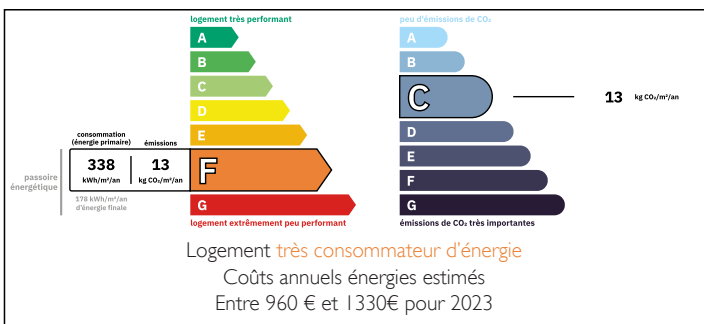 logement très performant
A
B
C
D
E
consommation
(énergie primaire)
émissions
338
kWh/m²/an
13
kg CO₂/m²/an
F
passoire
énergétique
178 kWh/m²/an
d'énergie finale
G
logement extrêmement peu performant
peu d'émissions de CO₂
A
B
C
13 kg CO₂/m²/an
D
E
F
G
émissions de CO₂ très importantes
Logement très consommateur d'énergie
Coûts annuels énergies estimés
Entre 960 € et 1330€ pour 2023